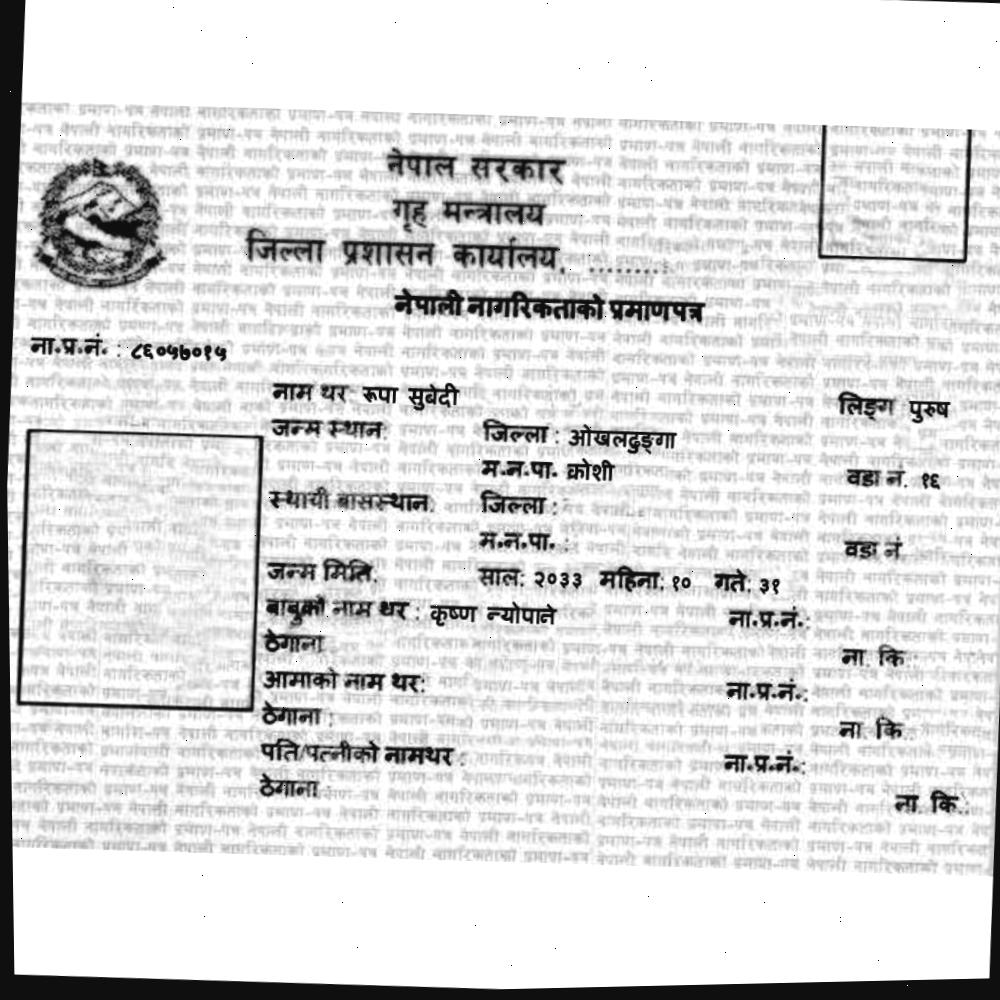 नेपाल सरकार
गृह मन्त्रालय
जिल्ला प्रशासन कार्यालय, .........
नेपाली नागरिकताको प्रमाणपत्र
ना.प्र.नं. : ८६०५७०१५
नाम थर रूपा सुबेदी लिङ्ग पुरुष
जन्म स्थान: जिल्ला : ओखलढुङ्गा
म.न.पा. क्रोशी वडा नं. १६
स्थायी बासस्थान: जिल्ला :
म.न.पा. : वडा नं.
जन्म मिति: साल: २०३३ महिना: १० गते: ३१
बाबुको नाम थर : कृष्ण न्योपाने ना.प्र.नं.:
ठेगाना : ना. कि.:
आमाको नाम थर: ना.प्र.नं.:
ठेगाना : ना. कि.:
पति/पत्नीको नामथर : ना.प्र.नं.:
ठेगाना : ना. कि.: